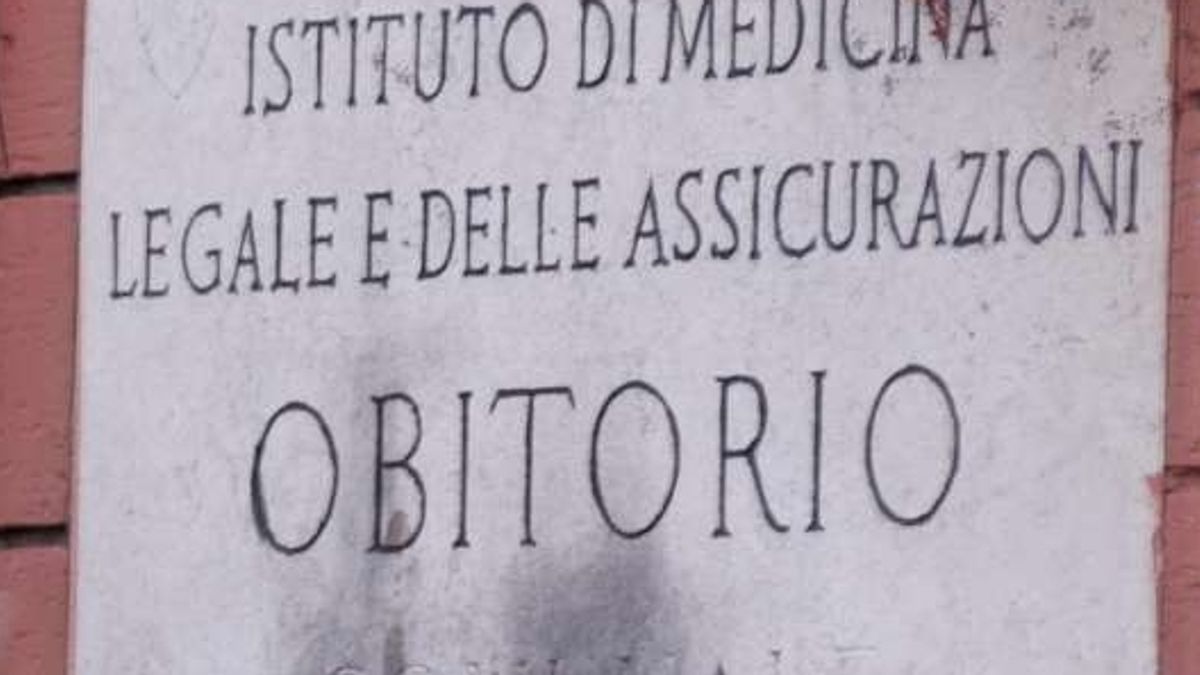 ISTITUTO DI MEDICINA
LEGALE E DELLE ASSICURAZIONI
OBITORIO